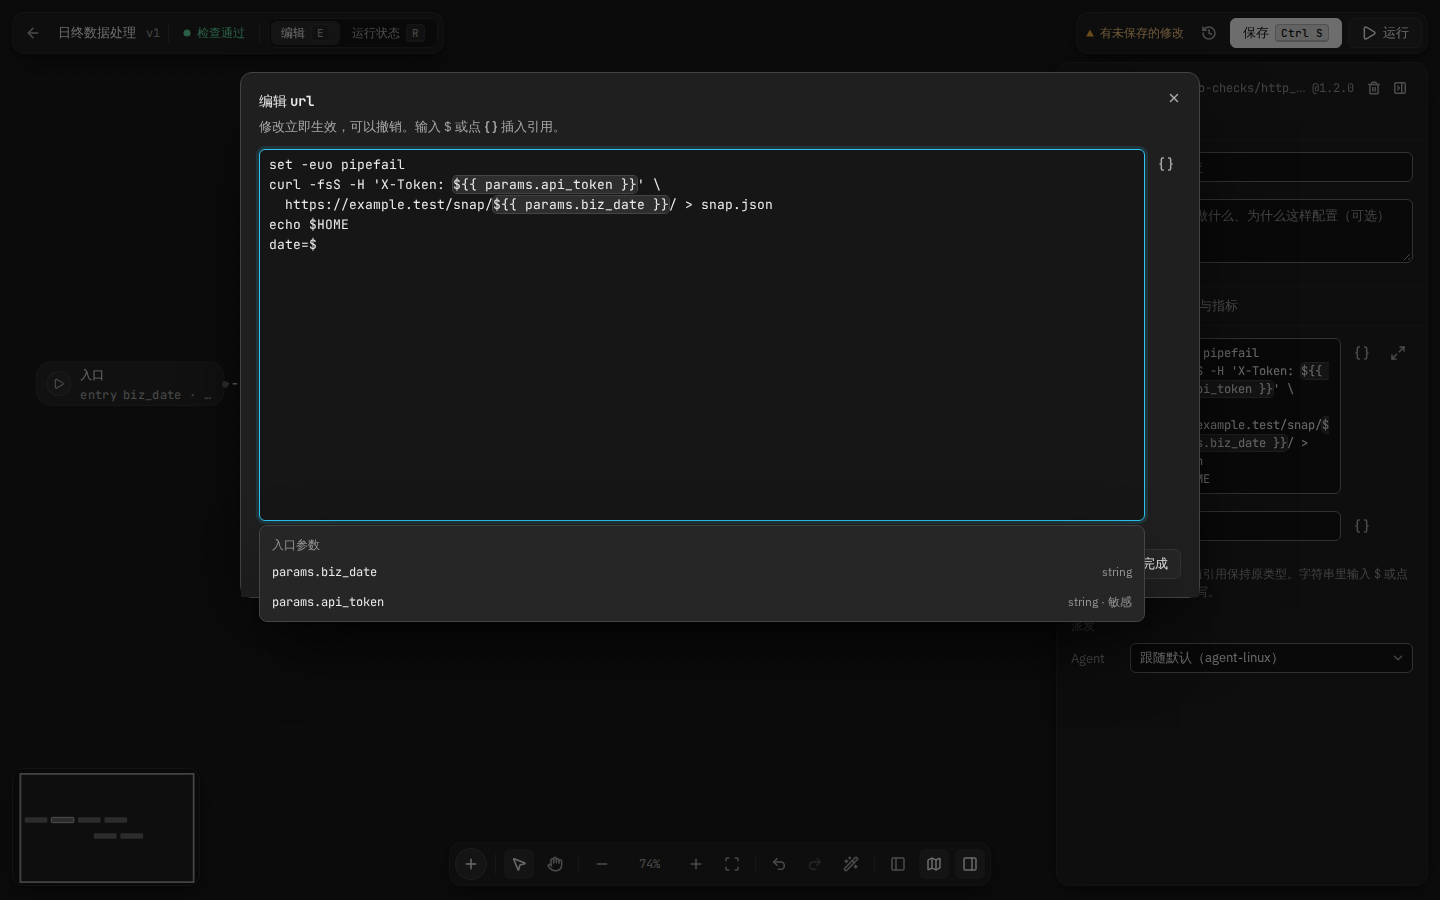 日终数据处理 v1
检查通过
编辑 E
运行状态 R
有未保存的修改
保存 Ctrl S
运行
编辑 url
修改立即生效，可以撤销。输入 $ 或点 {} 插入引用。
set -euo pipefail
curl -fsS -H 'X-Token: ${{ params.api_token }}' \
https://example.test/snap/${{ params.biz_date }}/ > snap.json
echo $HOME
date=$
{}
入口参数
params.biz_date string
params.api_token string · 敏感
完成
入口
entry biz_date · …
-checks/http_… @1.2.0
做什么、为什么这样配置（可选）
与指标
pipefail
-H 'X-Token: ${{
pi_token }}' \
example.test/snap/$
s.biz_date }}/ >
ME
{}
{}
引用保持原类型。字符串里输入 $ 或点
写。
派发
Agent 跟随默认（agent-linux）
74%